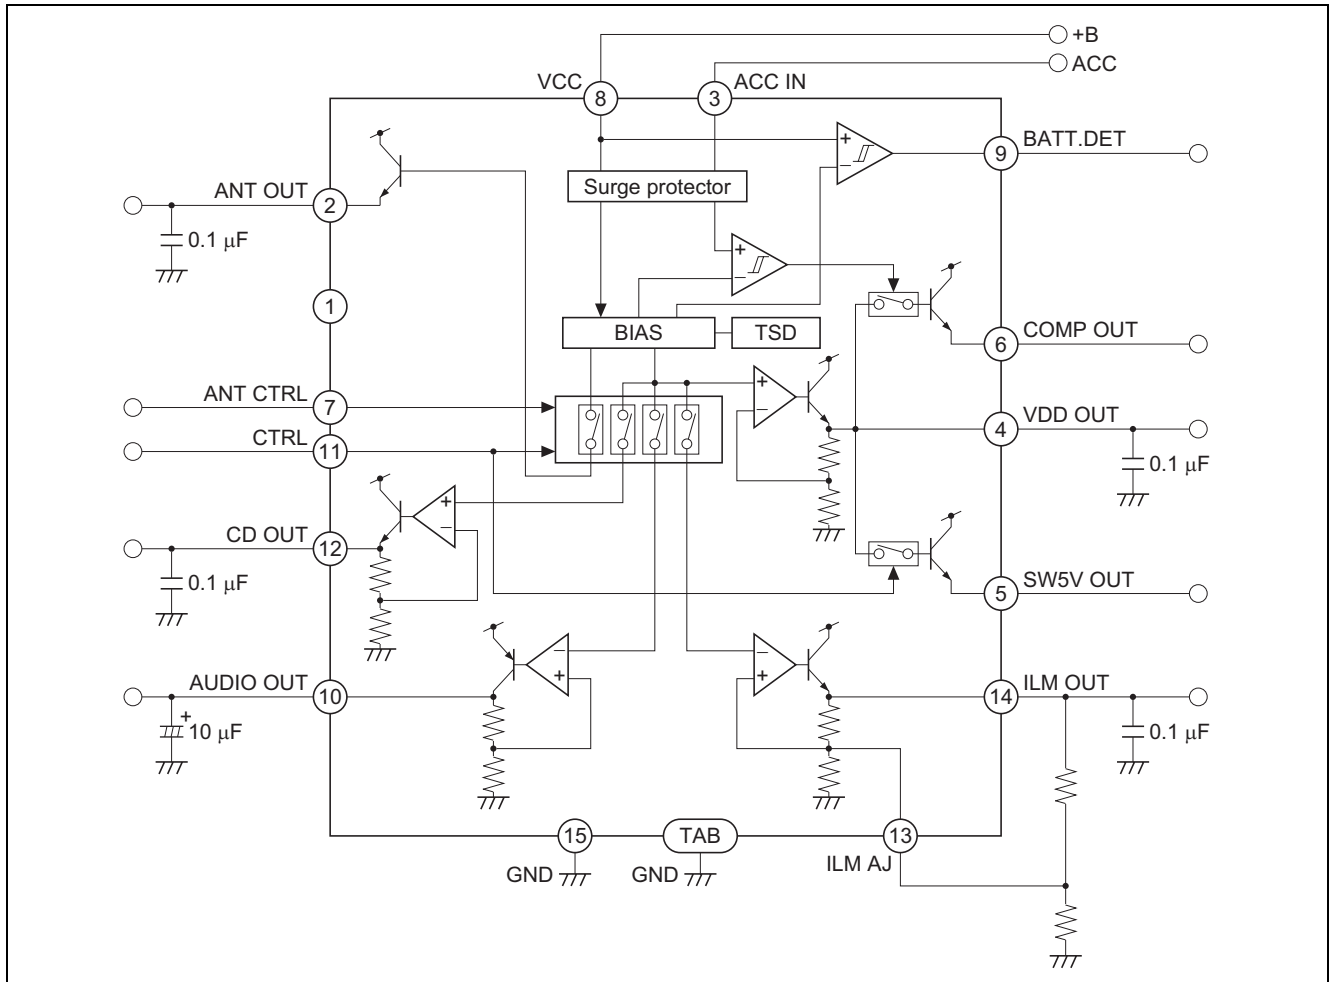 +B
ACC
VCC
8
3
ACC IN
+
−
9
BATT.DET
Surge protector
ANT OUT
2
0.1 μF
+
−
1
BIAS
TSD
6
COMP OUT
ANT CTRL
7
+
−
4
VDD OUT
CTRL
11
0.1 μF
+
−
CD OUT
12
0.1 μF
5
SW5V OUT
−
+
−
+
AUDIO OUT
10
14
ILM OUT
+
10 μF
0.1 μF
15
TAB
13
GND
GND
ILM AJ